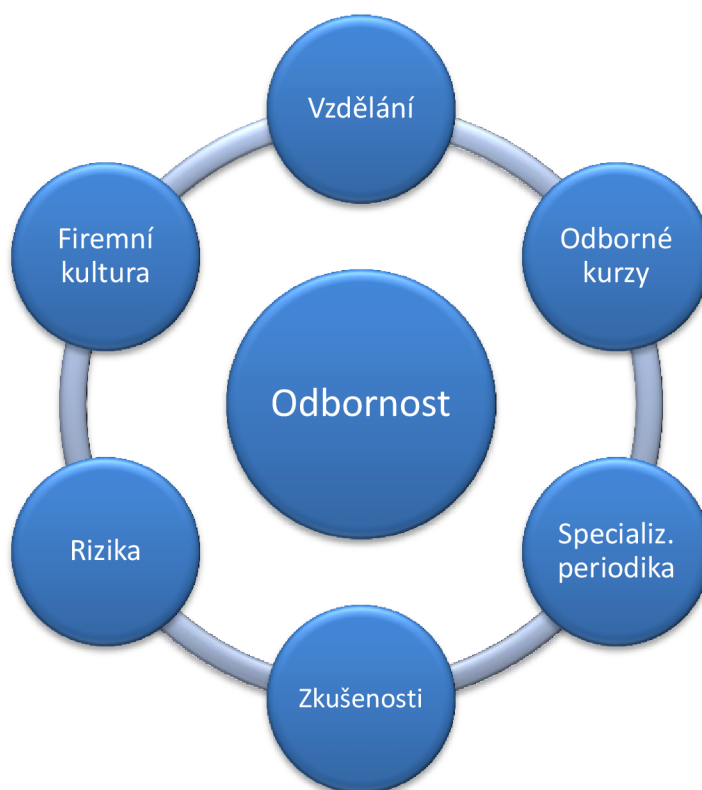 Vzdělání
Firemní
kultura
Odborné
kurzy
Odbornost
Rizika
Specializ.
periodika
Zkušenosti